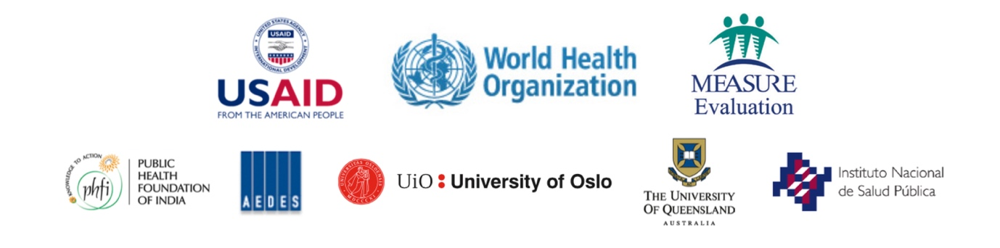 UNITED STATES AGENCY
USAID
INTERNATIONAL DEVELOPMENT
USAID
FROM THE AMERICAN PEOPLE
World Health
Organization
MEASURE
Evaluation
KNOWLEDGE TO ACTION
phfi
PUBLIC
HEALTH
FOUNDATION
OF INDIA
AEDES
UNIVERSITAS OSLOENSIS
MDCCCXI
UiO : University of Oslo
THE UNIVERSITY
OF QUEENSLAND
AUSTRALIA
Instituto Nacional
de Salud Pública